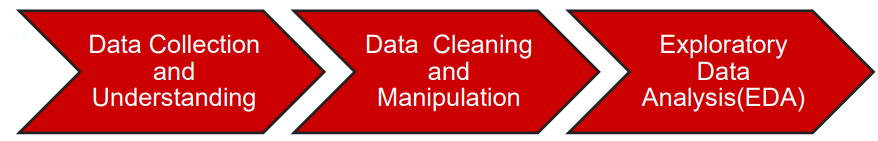 Data Collection
and
Understanding
Data  Cleaning
and
Manipulation
Exploratory
Data
Analysis(EDA)